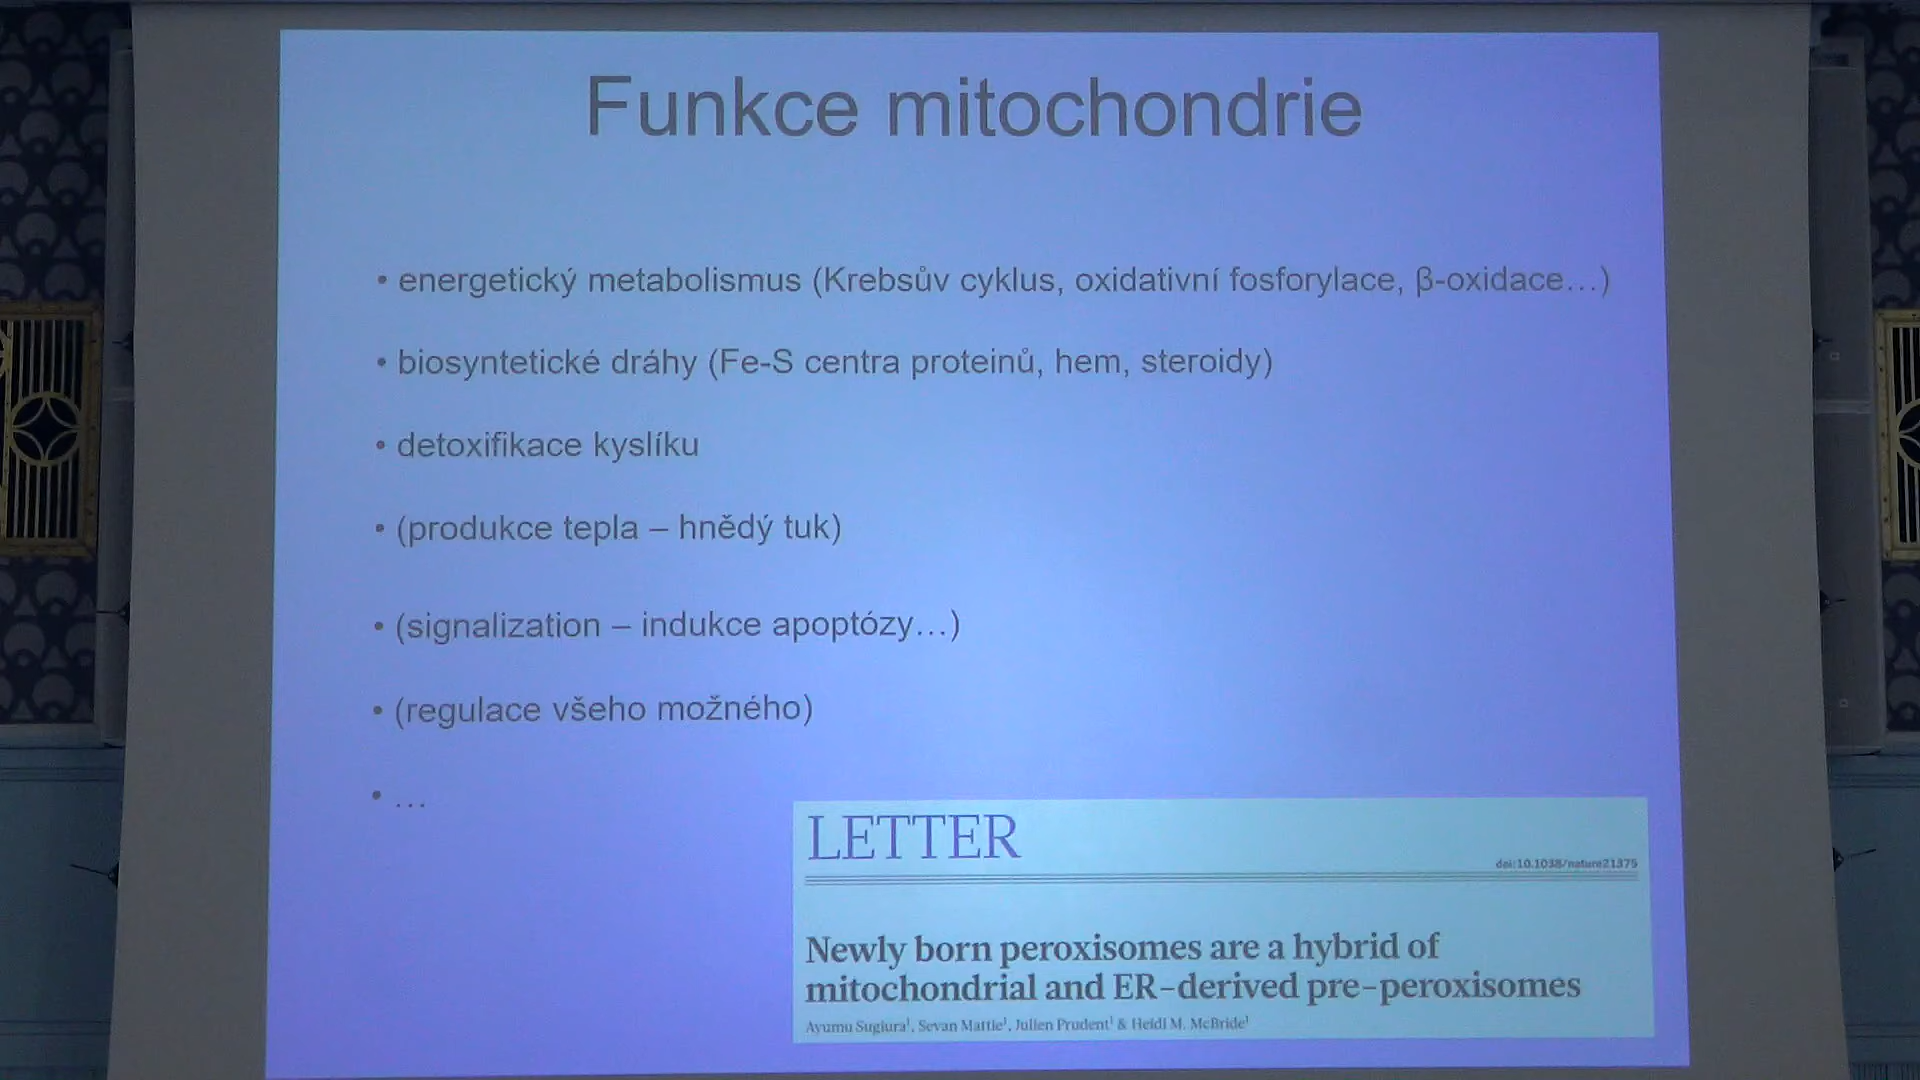 Funkce mitochondrie
• energetický metabolismus (Krebsův cyklus, oxidativní fosforylace, β-oxidace…)
• biosyntetické dráhy (Fe-S centra proteinů, hem, steroidy)
• detoxifikace kyslíku
• (produkce tepla – hnědý tuk)
• (signalization – indukce apoptózy…)
• (regulace všeho možného)
• …
LETTER
doi:10.1038/nature21375
Newly born peroxisomes are a hybrid of
mitochondrial and ER-derived pre-peroxisomes
Ayumu Sugiura¹, Sevan Mattie¹, Julien Prudent¹ & Heidi M. McBride¹